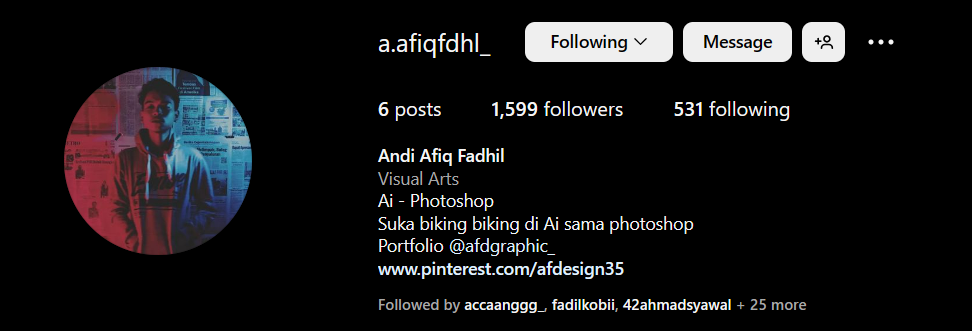 a.afiqfdhl_ Following Message
6 posts 1,599 followers 531 following
Andi Afiq Fadhil
Visual Arts
Ai - Photoshop
Suka biking biking di Ai sama photoshop
Portfolio @afdgraphic_
www.pinterest.com/afdesign35
Followed by accaanggg_, fadilkobii, 42ahmadsyawal + 25 more